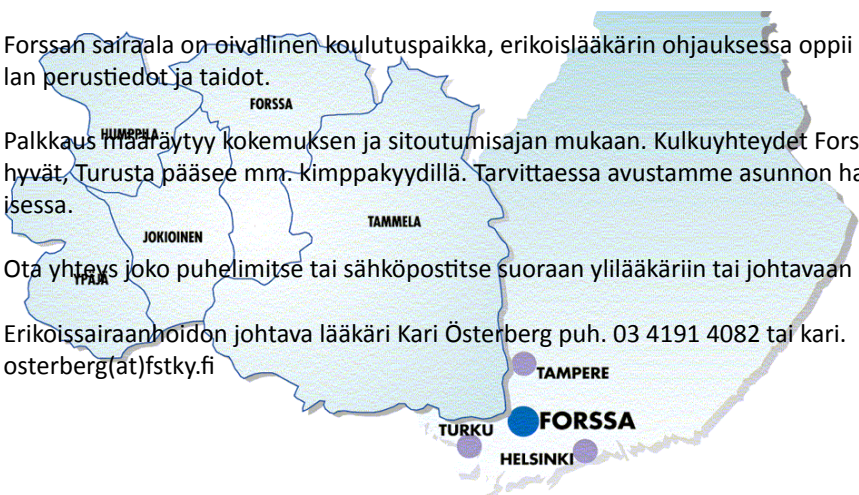 Forssan sairaala on oivallinen koulutuspaikka, erikoislääkärin ohjauksessa oppii
lan perustiedot ja taidot.
FORSSA
HUMPPILA
Palkkaus määräytyy kokemuksen ja sitoutumisajan mukaan. Kulkuyhteydet Fors
hyvät, Turusta pääsee mm. kimppakyydillä. Tarvittaessa avustamme asunnon ha
isessa.
TAMMELA
JOKIOINEN
Ota yhteys joko puhelimitse tai sähköpostitse suoraan ylilääkäriin tai johtavaan
YPÄJÄ
Erikoissairaanhoidon johtava lääkäri Kari Österberg puh. 03 4191 4082 tai kari.
osterberg(at)fstky.fi
TAMPERE
FORSSA
TURKU
HELSINKI